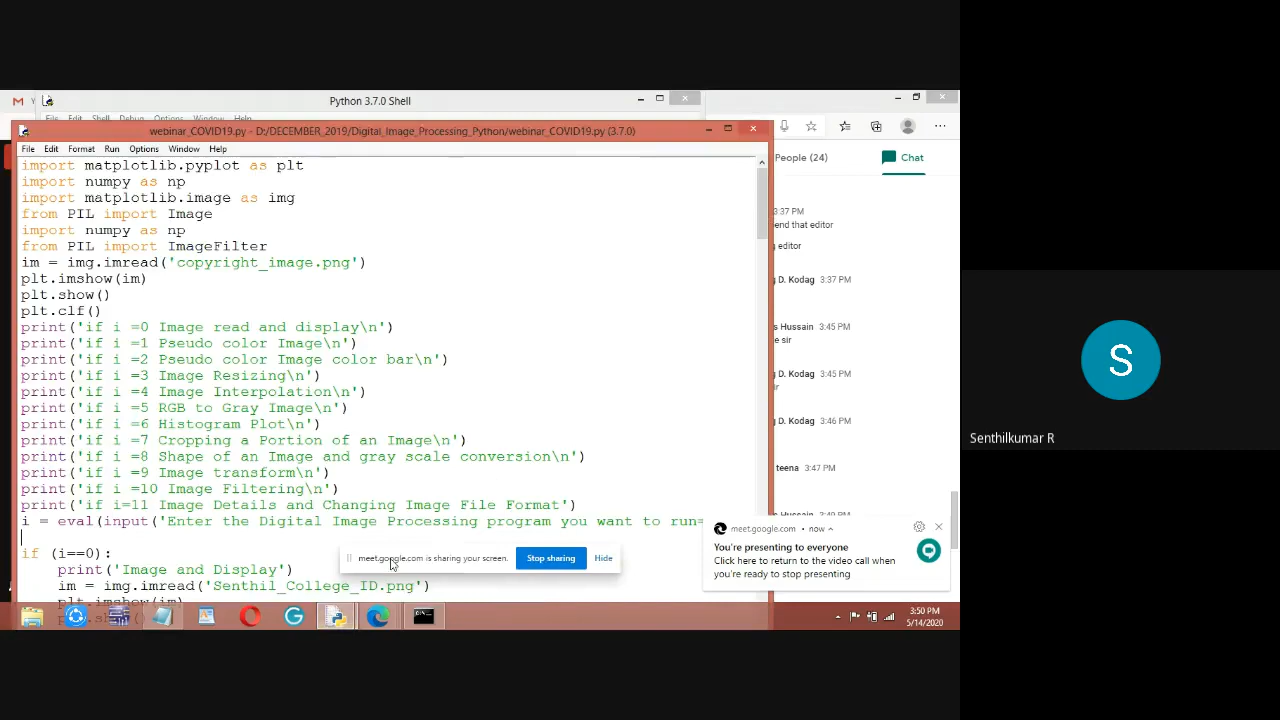 Python 3.7.0 Shell
File Edit Shell Debug Options Window Help
webinar_COVID19.py - D:/DECEMBER_2019/Digital_Image_Processing_Python/webinar_COVID19.py (3.7.0)
File Edit Format Run Options Window Help
import matplotlib.pyplot as plt
import numpy as np
import matplotlib.image as img
from PIL import Image
import numpy as np
from PIL import ImageFilter
im = img.imread('copyright_image.png')
plt.imshow(im)
plt.show()
plt.clf()
print('if i =0 Image read and display\n')
print('if i =1 Pseudo color Image\n')
print('if i =2 Pseudo color Image color bar\n')
print('if i =3 Image Resizing\n')
print('if i =4 Image Interpolation\n')
print('if i =5 RGB to Gray Image\n')
print('if i =6 Histogram Plot\n')
print('if i =7 Cropping a Portion of an Image\n')
print('if i =8 Shape of an Image and gray scale conversion\n')
print('if i =9 Image transform\n')
print('if i =10 Image Filtering\n')
print('if i=11 Image Details and Changing Image File Format')
i = eval(input('Enter the Digital Image Processing program you want to run=
if (i==0):
print('Image and Display')
im = img.imread('Senthil_College_ID.png')
plt.imshow(im)
meet.google.com is sharing your screen.
Stop sharing
Hide
People (24)
Chat
3:37 PM
end that editor
editor
D. Kodag 3:37 PM
Hussain 3:45 PM
sir
3:45 PM
D. Kodag 3:46 PM
teena 3:47 PM
meet.google.com • now
You're presenting to everyone
Click here to return to the video call when
you're ready to stop presenting
3:50 PM
5/14/2020
S
Senthilkumar R